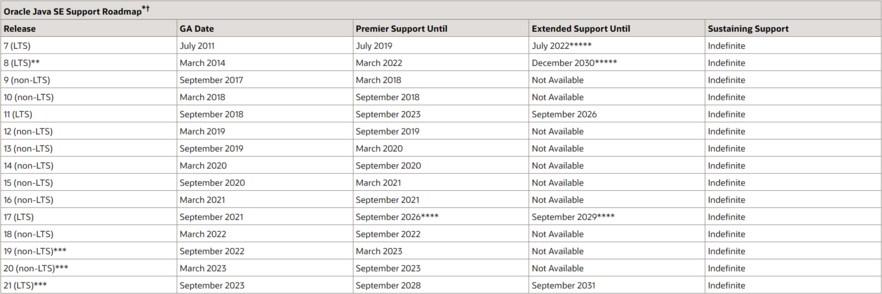 Oracle Java SE Support Roadmap*†
Release GA Date Premier Support Until Extended Support Until Sustaining Support
7 (LTS) July 2011 July 2019 July 2022***** Indefinite
8 (LTS)** March 2014 March 2022 December 2030***** Indefinite
9 (non-LTS) September 2017 March 2018 Not Available Indefinite
10 (non-LTS) March 2018 September 2018 Not Available Indefinite
11 (LTS) September 2018 September 2023 September 2026 Indefinite
12 (non-LTS) March 2019 September 2019 Not Available Indefinite
13 (non-LTS) September 2019 March 2020 Not Available Indefinite
14 (non-LTS) March 2020 September 2020 Not Available Indefinite
15 (non-LTS) September 2020 March 2021 Not Available Indefinite
16 (non-LTS) March 2021 September 2021 Not Available Indefinite
17 (LTS) September 2021 September 2026**** September 2029**** Indefinite
18 (non-LTS) March 2022 September 2022 Not Available Indefinite
19 (non-LTS)*** September 2022 March 2023 Not Available Indefinite
20 (non-LTS)*** March 2023 September 2023 Not Available Indefinite
21 (LTS)*** September 2023 September 2028 September 2031 Indefinite